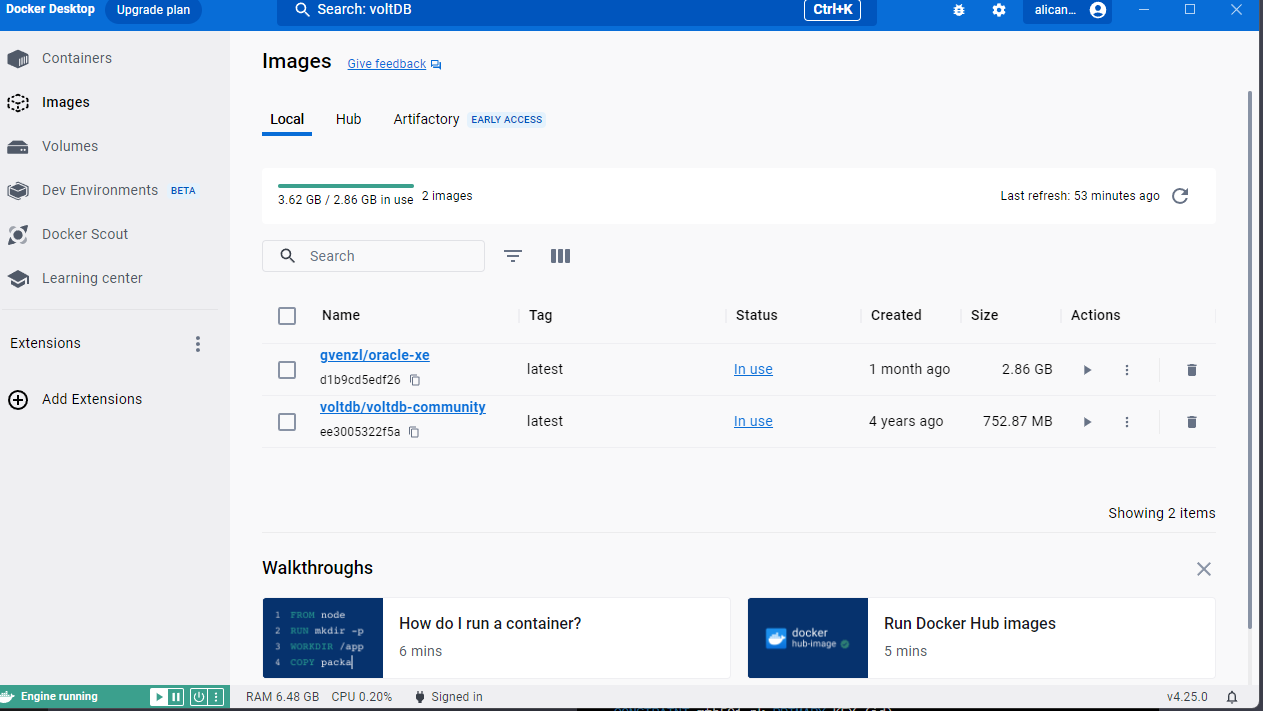 Docker Desktop Upgrade plan Search: voltDB Ctrl+K alican...
Containers
Images
Volumes
Dev Environments BETA
Docker Scout
Learning center
Extensions
Add Extensions
Images Give feedback
Local Hub Artifactory EARLY ACCESS
3.62 GB / 2.86 GB in use 2 images Last refresh: 53 minutes ago
Search
Name Tag Status Created Size Actions
gvenzl/oracle-xe
d1b9cd5edf26 latest In use 1 month ago 2.86 GB
voltdb/voltdb-community
ee3005322f5a latest In use 4 years ago 752.87 MB
Showing 2 items
Walkthroughs
1 FROM node
2 RUN mkdir -p
3 WORKDIR /app
4 COPY packa
How do I run a container?
6 mins
docker
hub-image
Run Docker Hub images
5 mins
Engine running RAM 6.48 GB CPU 0.20% Signed in v4.25.0